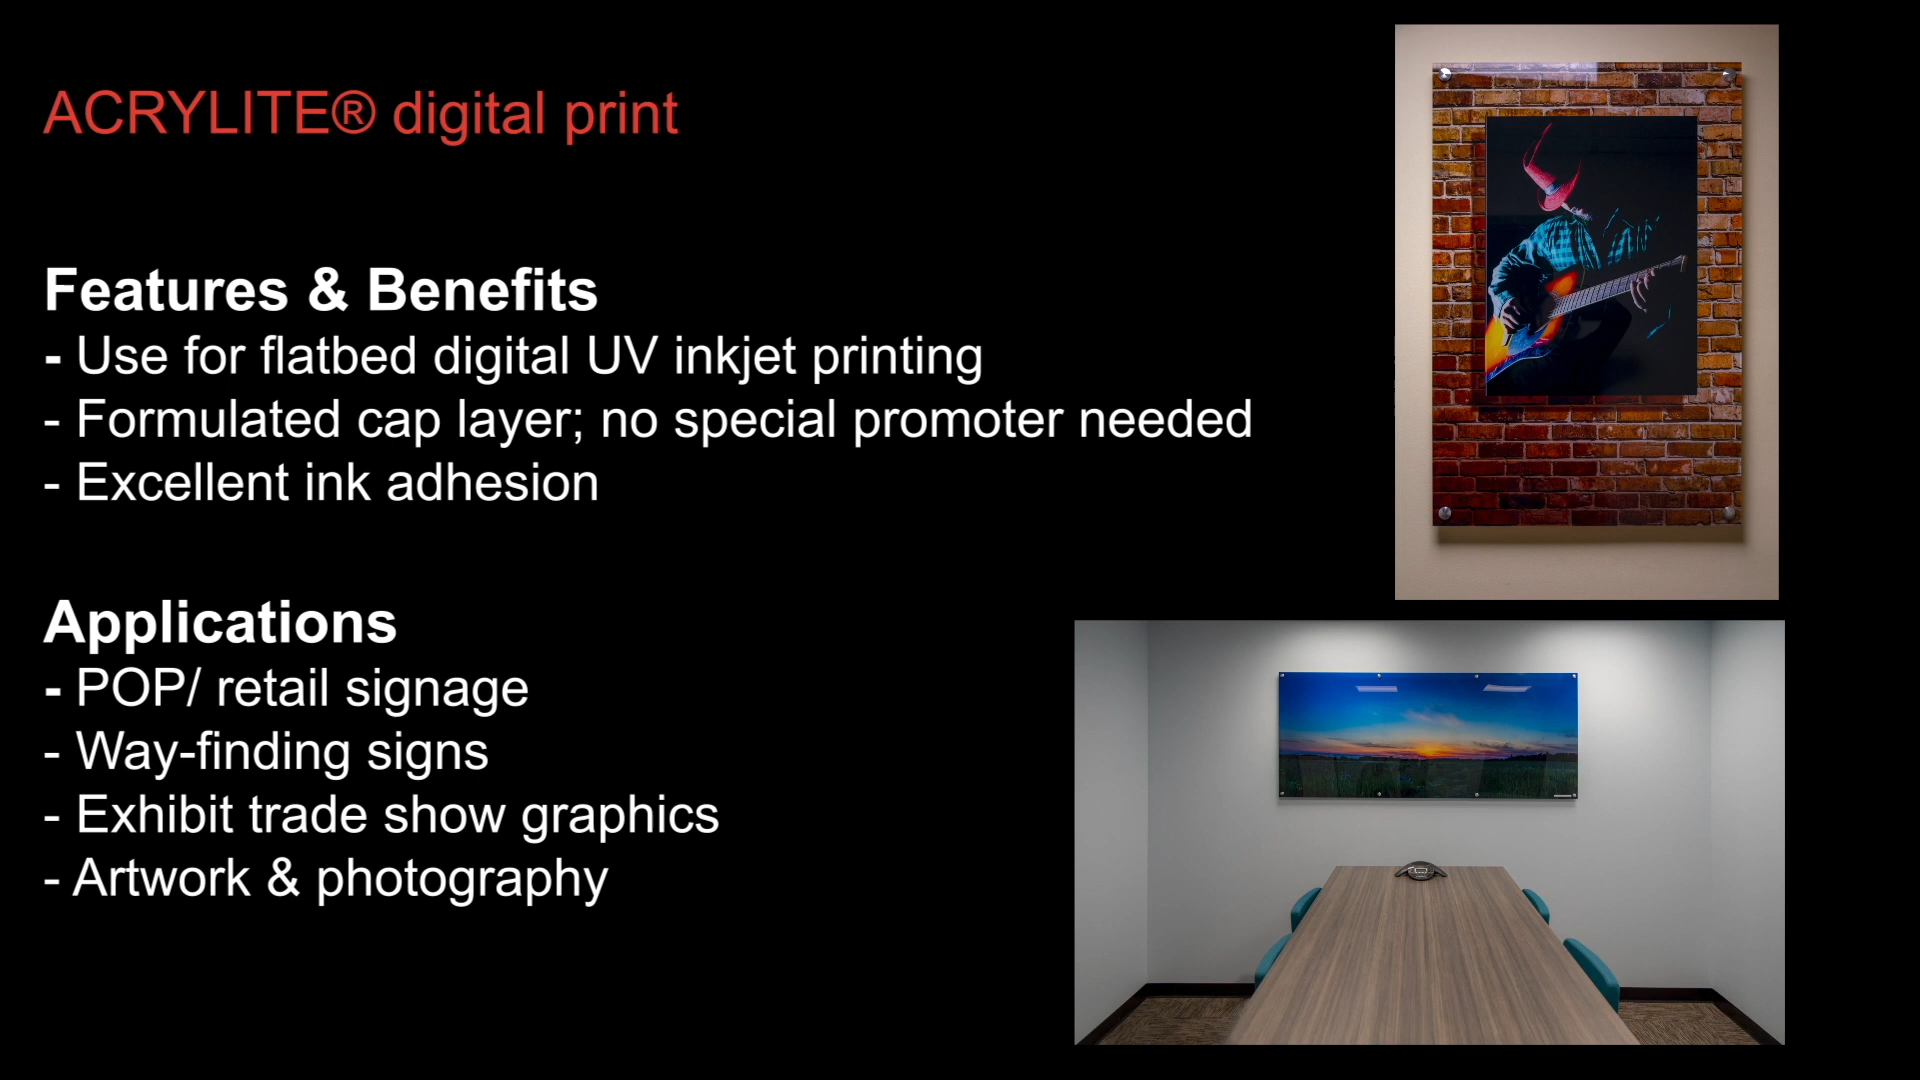 ACRYLITE® digital print
Features & Benefits
- Use for flatbed digital UV inkjet printing
- Formulated cap layer; no special promoter needed
- Excellent ink adhesion
Applications
- POP/ retail signage
- Way-finding signs
- Exhibit trade show graphics
- Artwork & photography